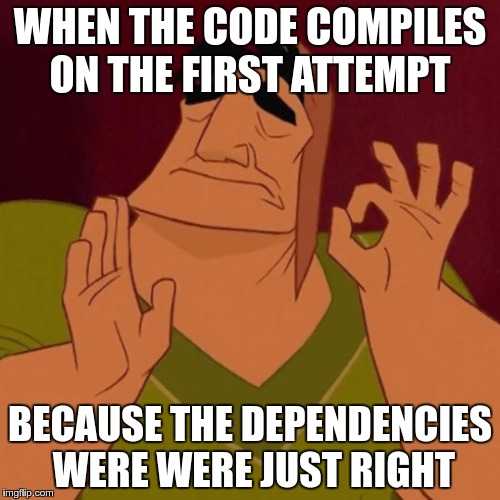 WHEN THE CODE COMPILES
ON THE FIRST ATTEMPT
BECAUSE THE DEPENDENCIES
WERE WERE JUST RIGHT
imgflip.com